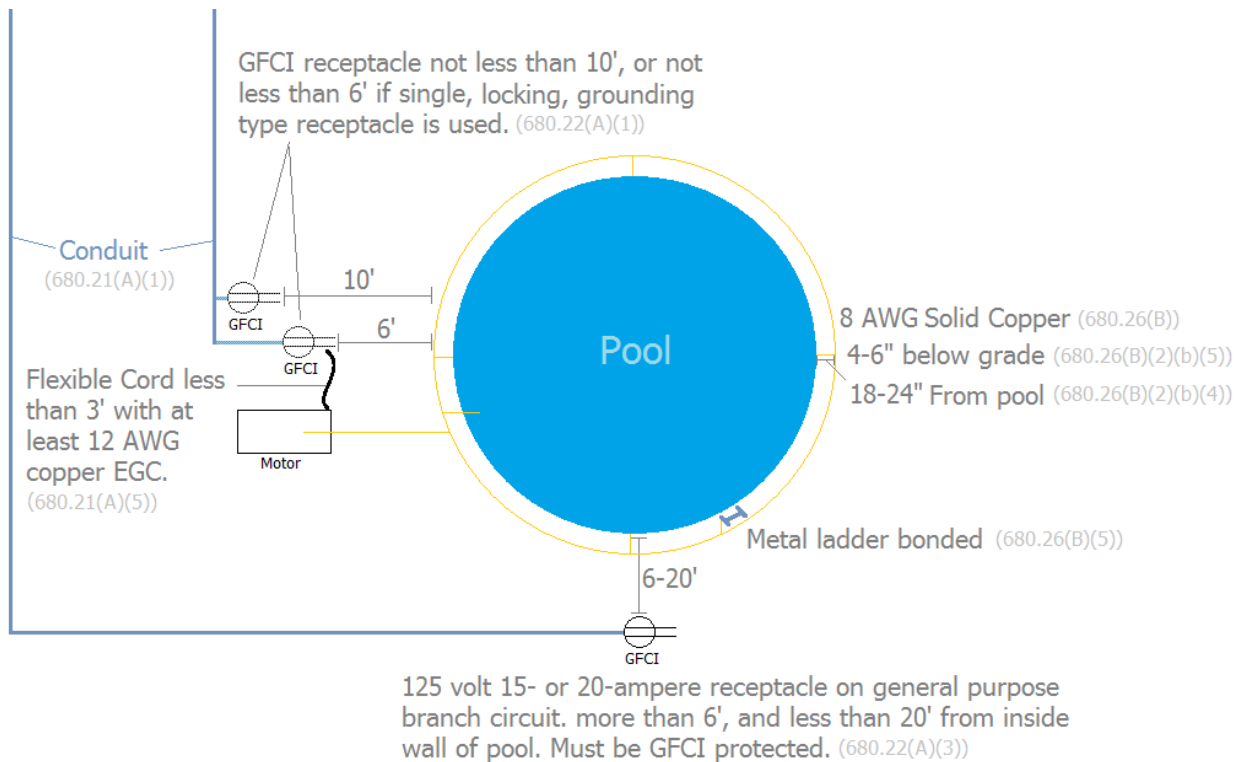 GFCI receptacle not less than 10', or not
less than 6' if single, locking, grounding
type receptacle is used. (680.22(A)(1))
Conduit
(680.21(A)(1))
10'
GFCI
6'
GFCI
Pool
8 AWG Solid Copper (680.26(B))
4-6" below grade (680.26(B)(2)(b)(5))
18-24" From pool (680.26(B)(2)(b)(4))
Flexible Cord less
than 3' with at
least 12 AWG
copper EGC.
(680.21(A)(5))
Motor
Metal ladder bonded (680.26(B)(5))
6-20'
GFCI
125 volt 15- or 20-ampere receptacle on general purpose
branch circuit. more than 6', and less than 20' from inside
wall of pool. Must be GFCI protected. (680.22(A)(3))